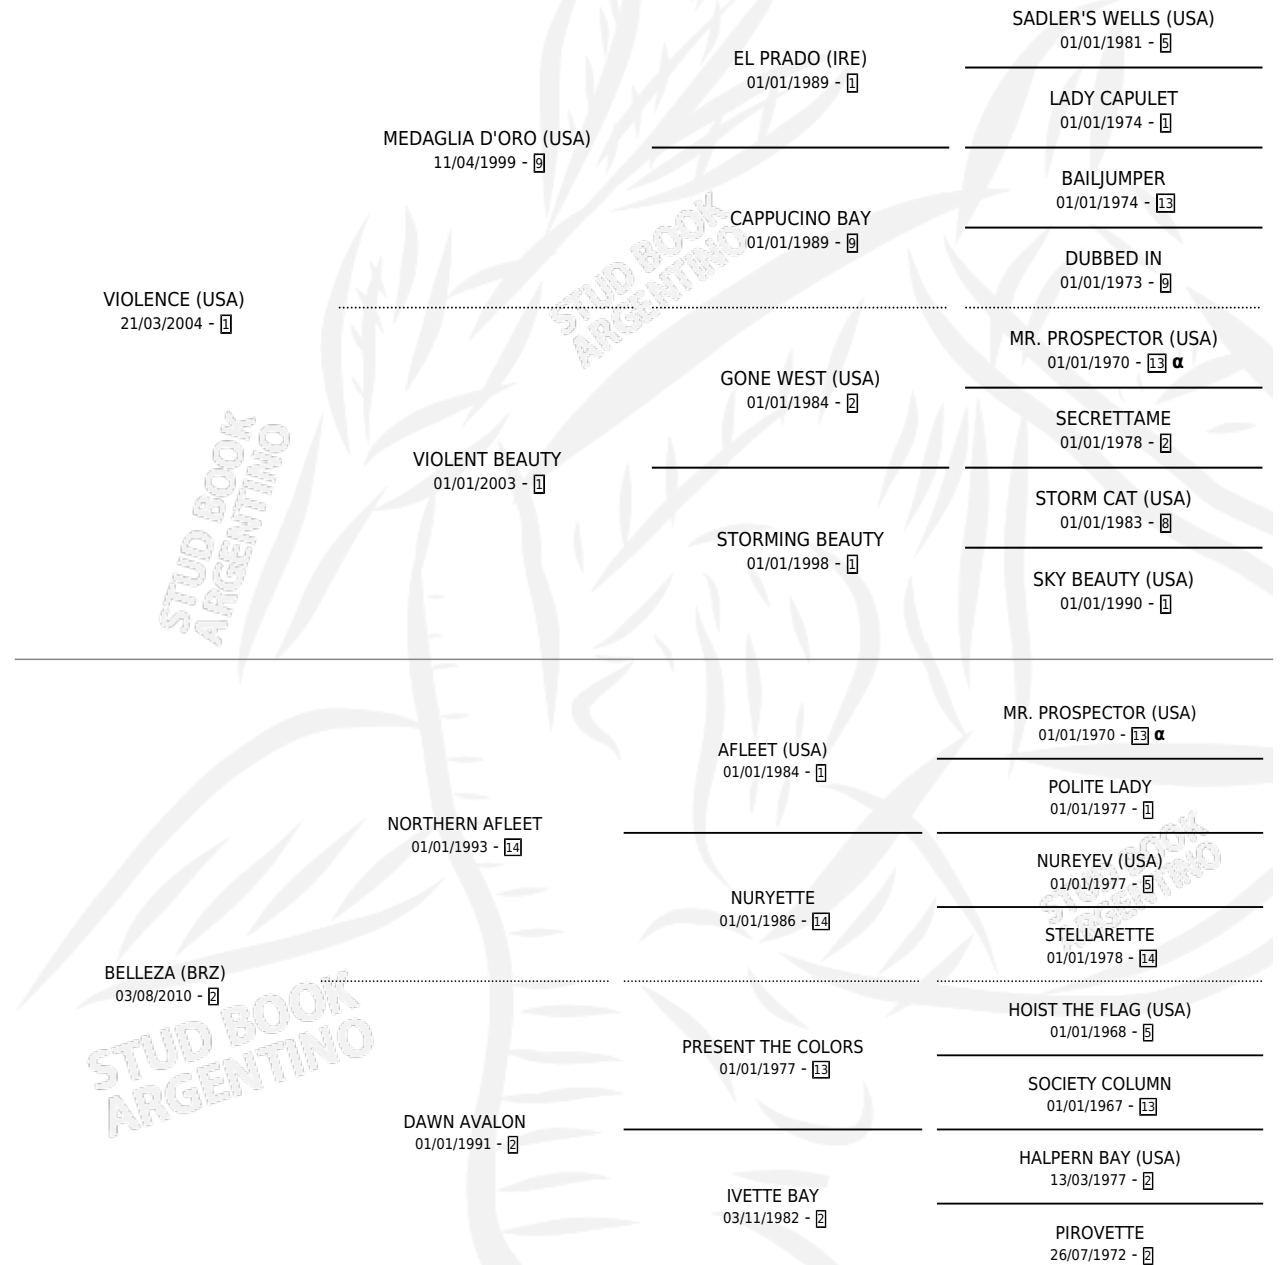 SADLER'S WELLS (USA)
01/01/1981 - 5
EL PRADO (IRE)
01/01/1989 - 1
LADY CAPULET
01/01/1974 - 1
MEDAGLIA D'ORO (USA)
11/04/1999 - 9
BAILJUMPER
01/01/1974 - 13
CAPPUCINO BAY
01/01/1989 - 9
DUBBED IN
01/01/1973 - 9
VIOLENCE (USA)
21/03/2004 - 1
MR. PROSPECTOR (USA)
01/01/1970 - 13 α
GONE WEST (USA)
01/01/1984 - 2
SECRETTAME
01/01/1978 - 2
VIOLENT BEAUTY
01/01/2003 - 1
STORM CAT (USA)
01/01/1983 - 8
STORMING BEAUTY
01/01/1998 - 1
SKY BEAUTY (USA)
01/01/1990 - 1
MR. PROSPECTOR (USA)
01/01/1970 - 13 α
AFLEET (USA)
01/01/1984 - 1
POLITE LADY
01/01/1977 - 1
NORTHERN AFLEET
01/01/1993 - 14
NUREYEV (USA)
01/01/1977 - 5
NURYETTE
01/01/1986 - 14
STELLARETTE
01/01/1978 - 14
BELLEZA (BRZ)
03/08/2010 - 2
HOIST THE FLAG (USA)
01/01/1968 - 5
PRESENT THE COLORS
01/01/1977 - 13
SOCIETY COLUMN
01/01/1967 - 13
DAWN AVALON
01/01/1991 - 2
HALPERN BAY (USA)
13/03/1977 - 2
IVETTE BAY
03/11/1982 - 2
PIROVETTE
26/07/1972 - 2
STUD BOOK
ARGENTINO
STUD BOOK
ARGENTINO
STUD BOOK
ARGENTINO
STUD BOOK
ARGENTINO